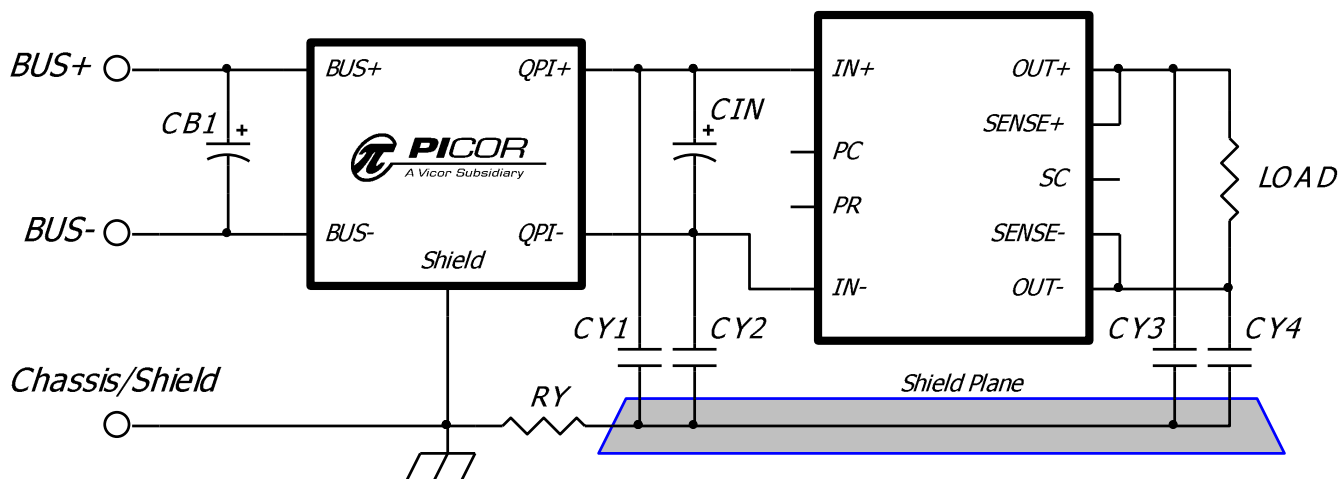 BUS+
BUS-
CB1
+
BUS+
QPI+
PICOR
A Vicor Subsidiary
BUS-
QPI-
Shield
CIN
+
IN+
OUT+
SENSE+
PC
SC
PR
SENSE-
IN-
OUT-
LOAD
CY1
CY2
CY3
CY4
Chassis/Shield
RY
Shield Plane